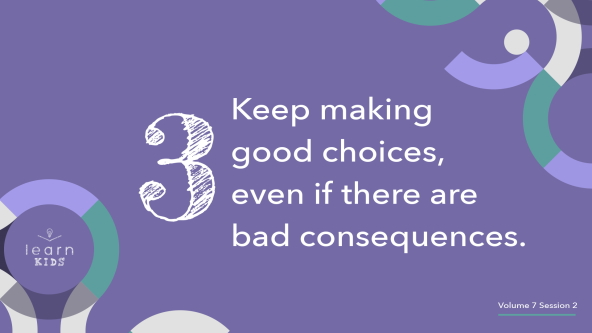 3
Keep making
good choices,
even if there are
bad consequences.
learn
KIDS
Volume 7 Session 2